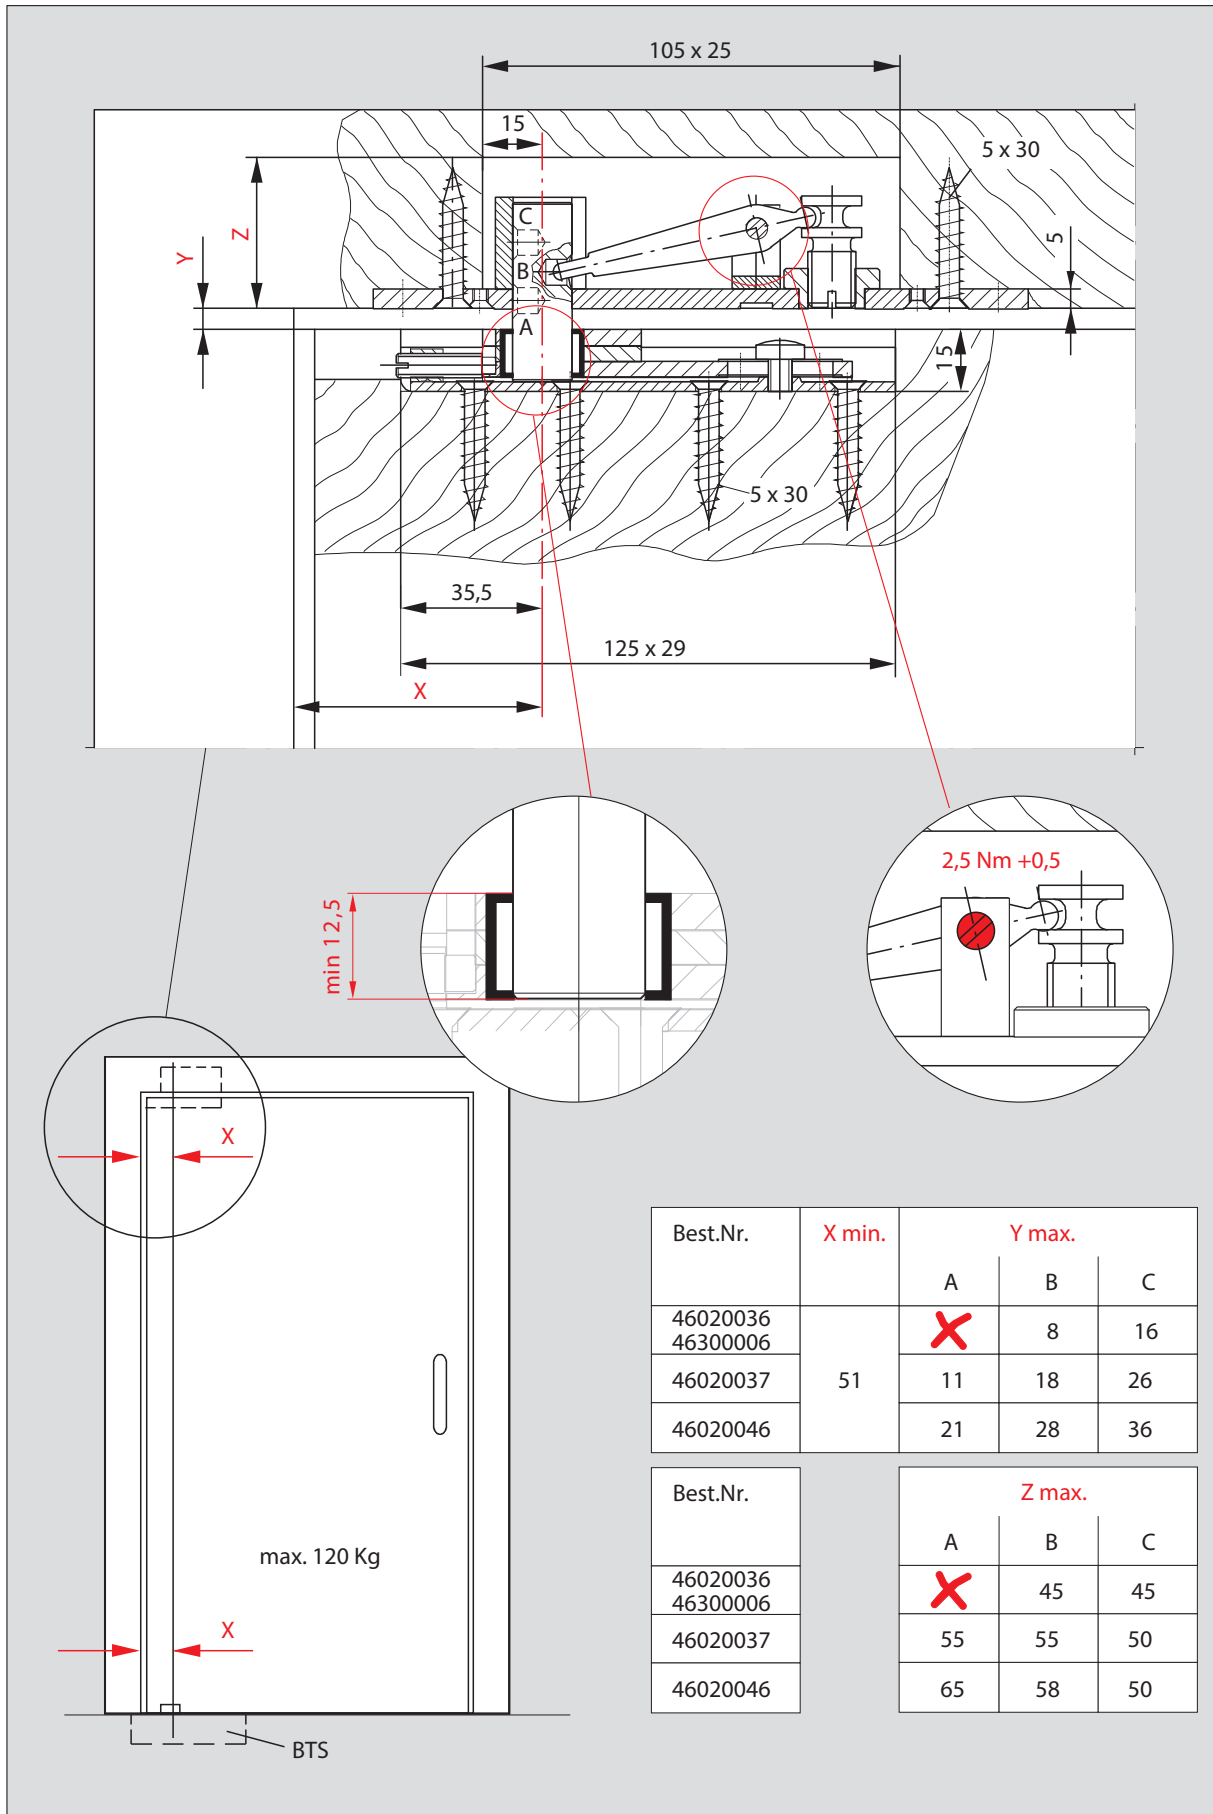 105 x 25
15
5 x 30
Z
Y
C
B
A
5
15
5 x 30
35,5
125 x 29
X
min 12,5
2,5 Nm +0,5
X
max. 120 Kg
X
BTS
Best.Nr. X min. Y max.
A B C
46020036
46300006 8 16
46020037 51 11 18 26
46020046 21 28 36
Best.Nr. Z max.
A B C
46020036
46300006 45 45
46020037 55 55 50
46020046 65 58 50